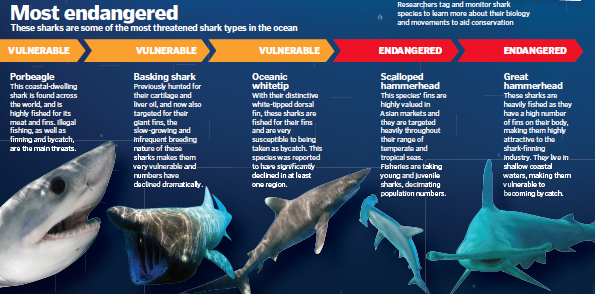 Most endangered
These sharks are some of the most threatened shark types in the ocean
Researchers tag and monitor shark
species to learn more about their biology
and movements to aid conservation
VULNERABLE
VULNERABLE
VULNERABLE
ENDANGERED
ENDANGERED
Porbeagle
This coastal-dwelling
shark is found across
the world, and is
highly fished for its
meat and fins. Illegal
fishing, as well as
finning and bycatch,
are the main threats.
Basking shark
Previously hunted for
their cartilage and
liver oil, and now also
targeted for their
giant fins, the
slow-growing and
infrequent breeding
nature of these
sharks makes them
very vulnerable and
numbers have
declined dramatically.
Oceanic
whitetip
With their distinctive
white-tipped dorsal
fin, these sharks are
fished for their fins
and are very
susceptible to being
taken as bycatch. This
species was reported
to have significantly
declined in at least
one region.
Scalloped
hammerhead
This species' fins are
highly valued in
Asian markets and
they are targeted
heavily throughout
their range of
temperate and
tropical seas.
Fisheries are taking
young and juvenile
sharks, decimating
population numbers.
Great
hammerhead
These sharks are
heavily fished as they
have a high number
of fins on their body,
making them highly
attractive to the
shark-finning
industry. They live in
shallow coastal
waters, making them
vulnerable to
becoming bycatch.